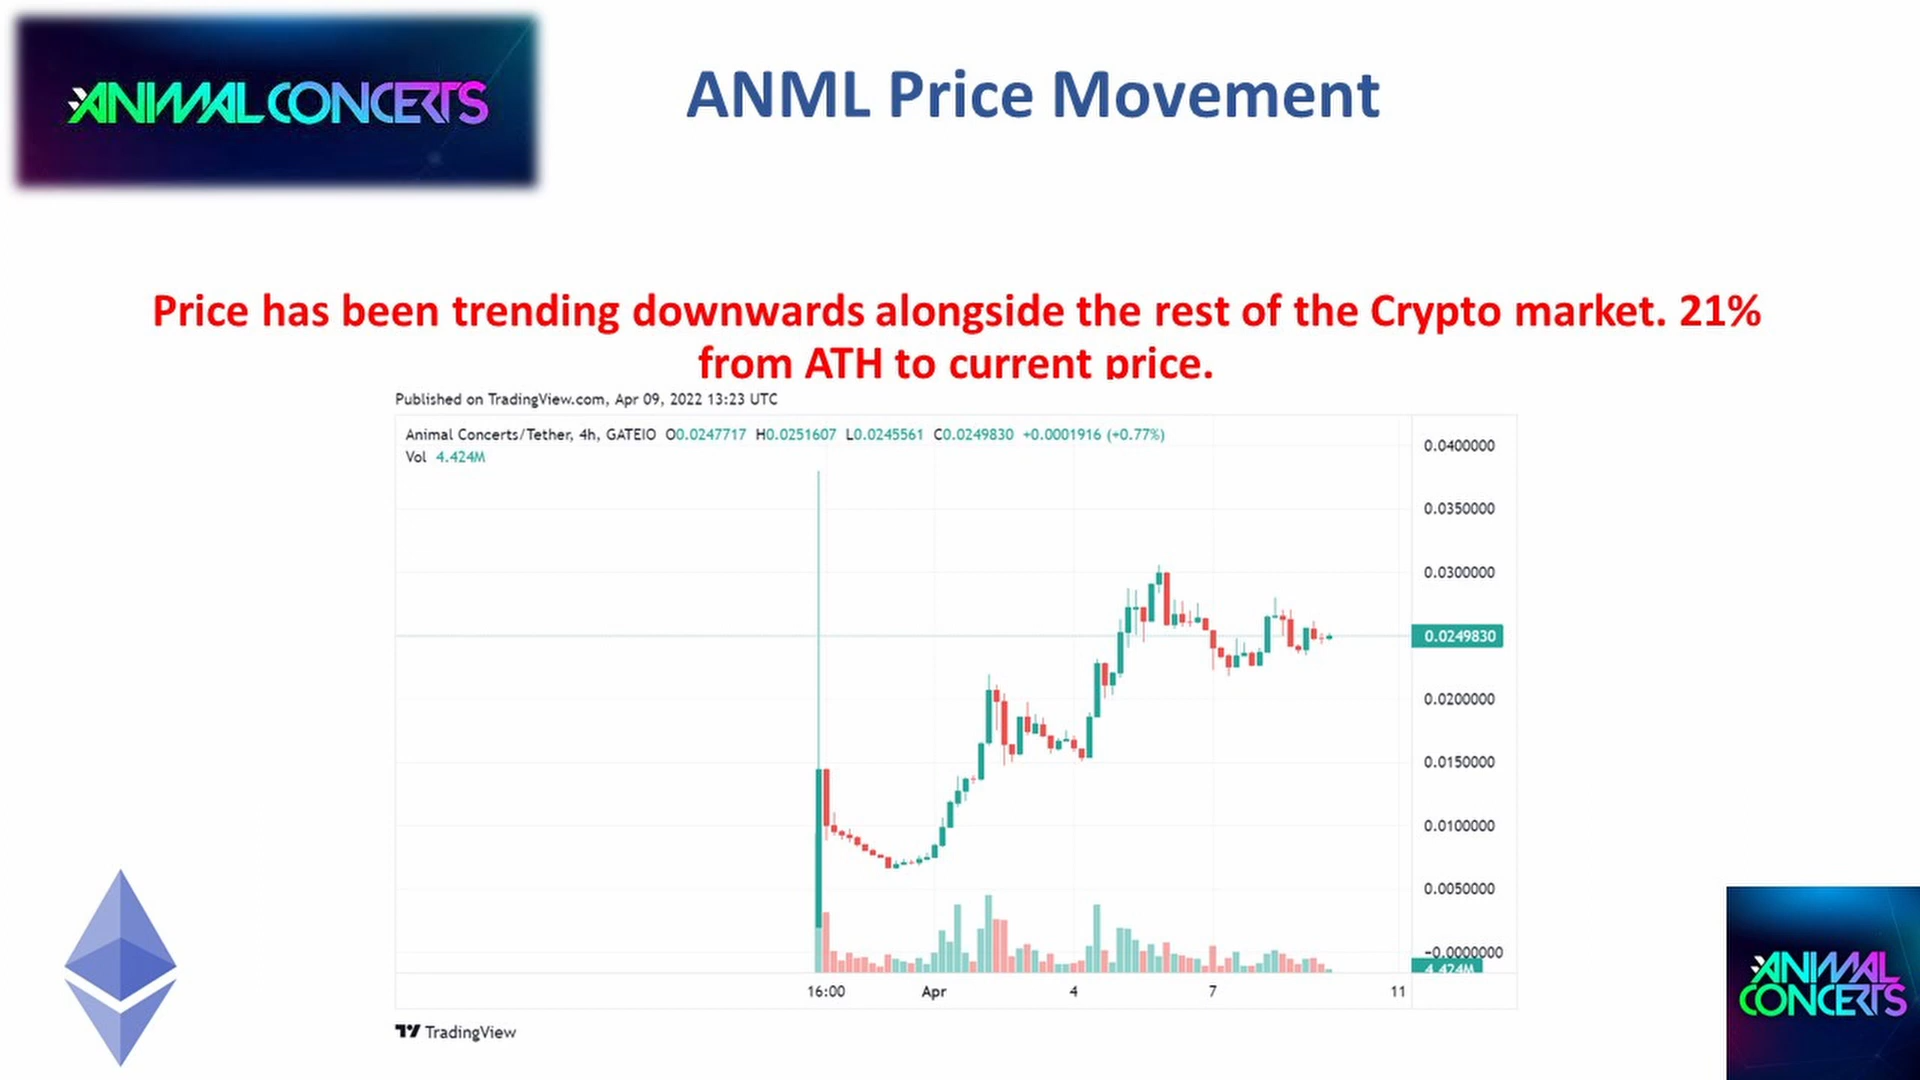 ANIMAL CONCERTS
ANML Price Movement
Price has been trending downwards alongside the rest of the Crypto market. 21%
from ATH to current price.
Published on TradingView.com, Apr 09, 2022 13:23 UTC
Animal Concerts/Tether, 4h, GATEIO O0.0247717 H0.0251607 L0.0245561 C0.0249830 +0.0001916 (+0.77%)
Vol 4.424M
0.0400000
0.0350000
0.0300000
0.0249830
0.0200000
0.0150000
0.0100000
0.0050000
-0.0000000
4.424M
16:00 Apr 4 7 11
TradingView
ANIMAL
CONCERTS